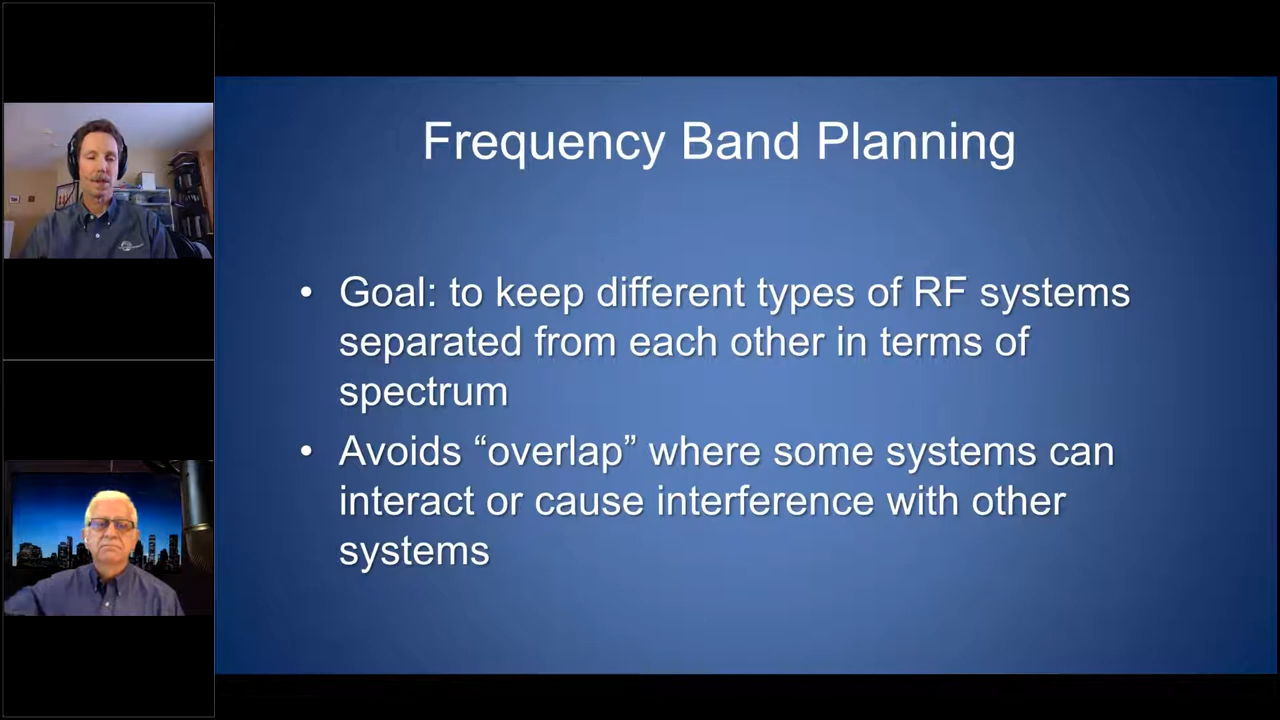 Frequency Band Planning
• Goal: to keep different types of RF systems
separated from each other in terms of
spectrum
• Avoids “overlap” where some systems can
interact or cause interference with other
systems